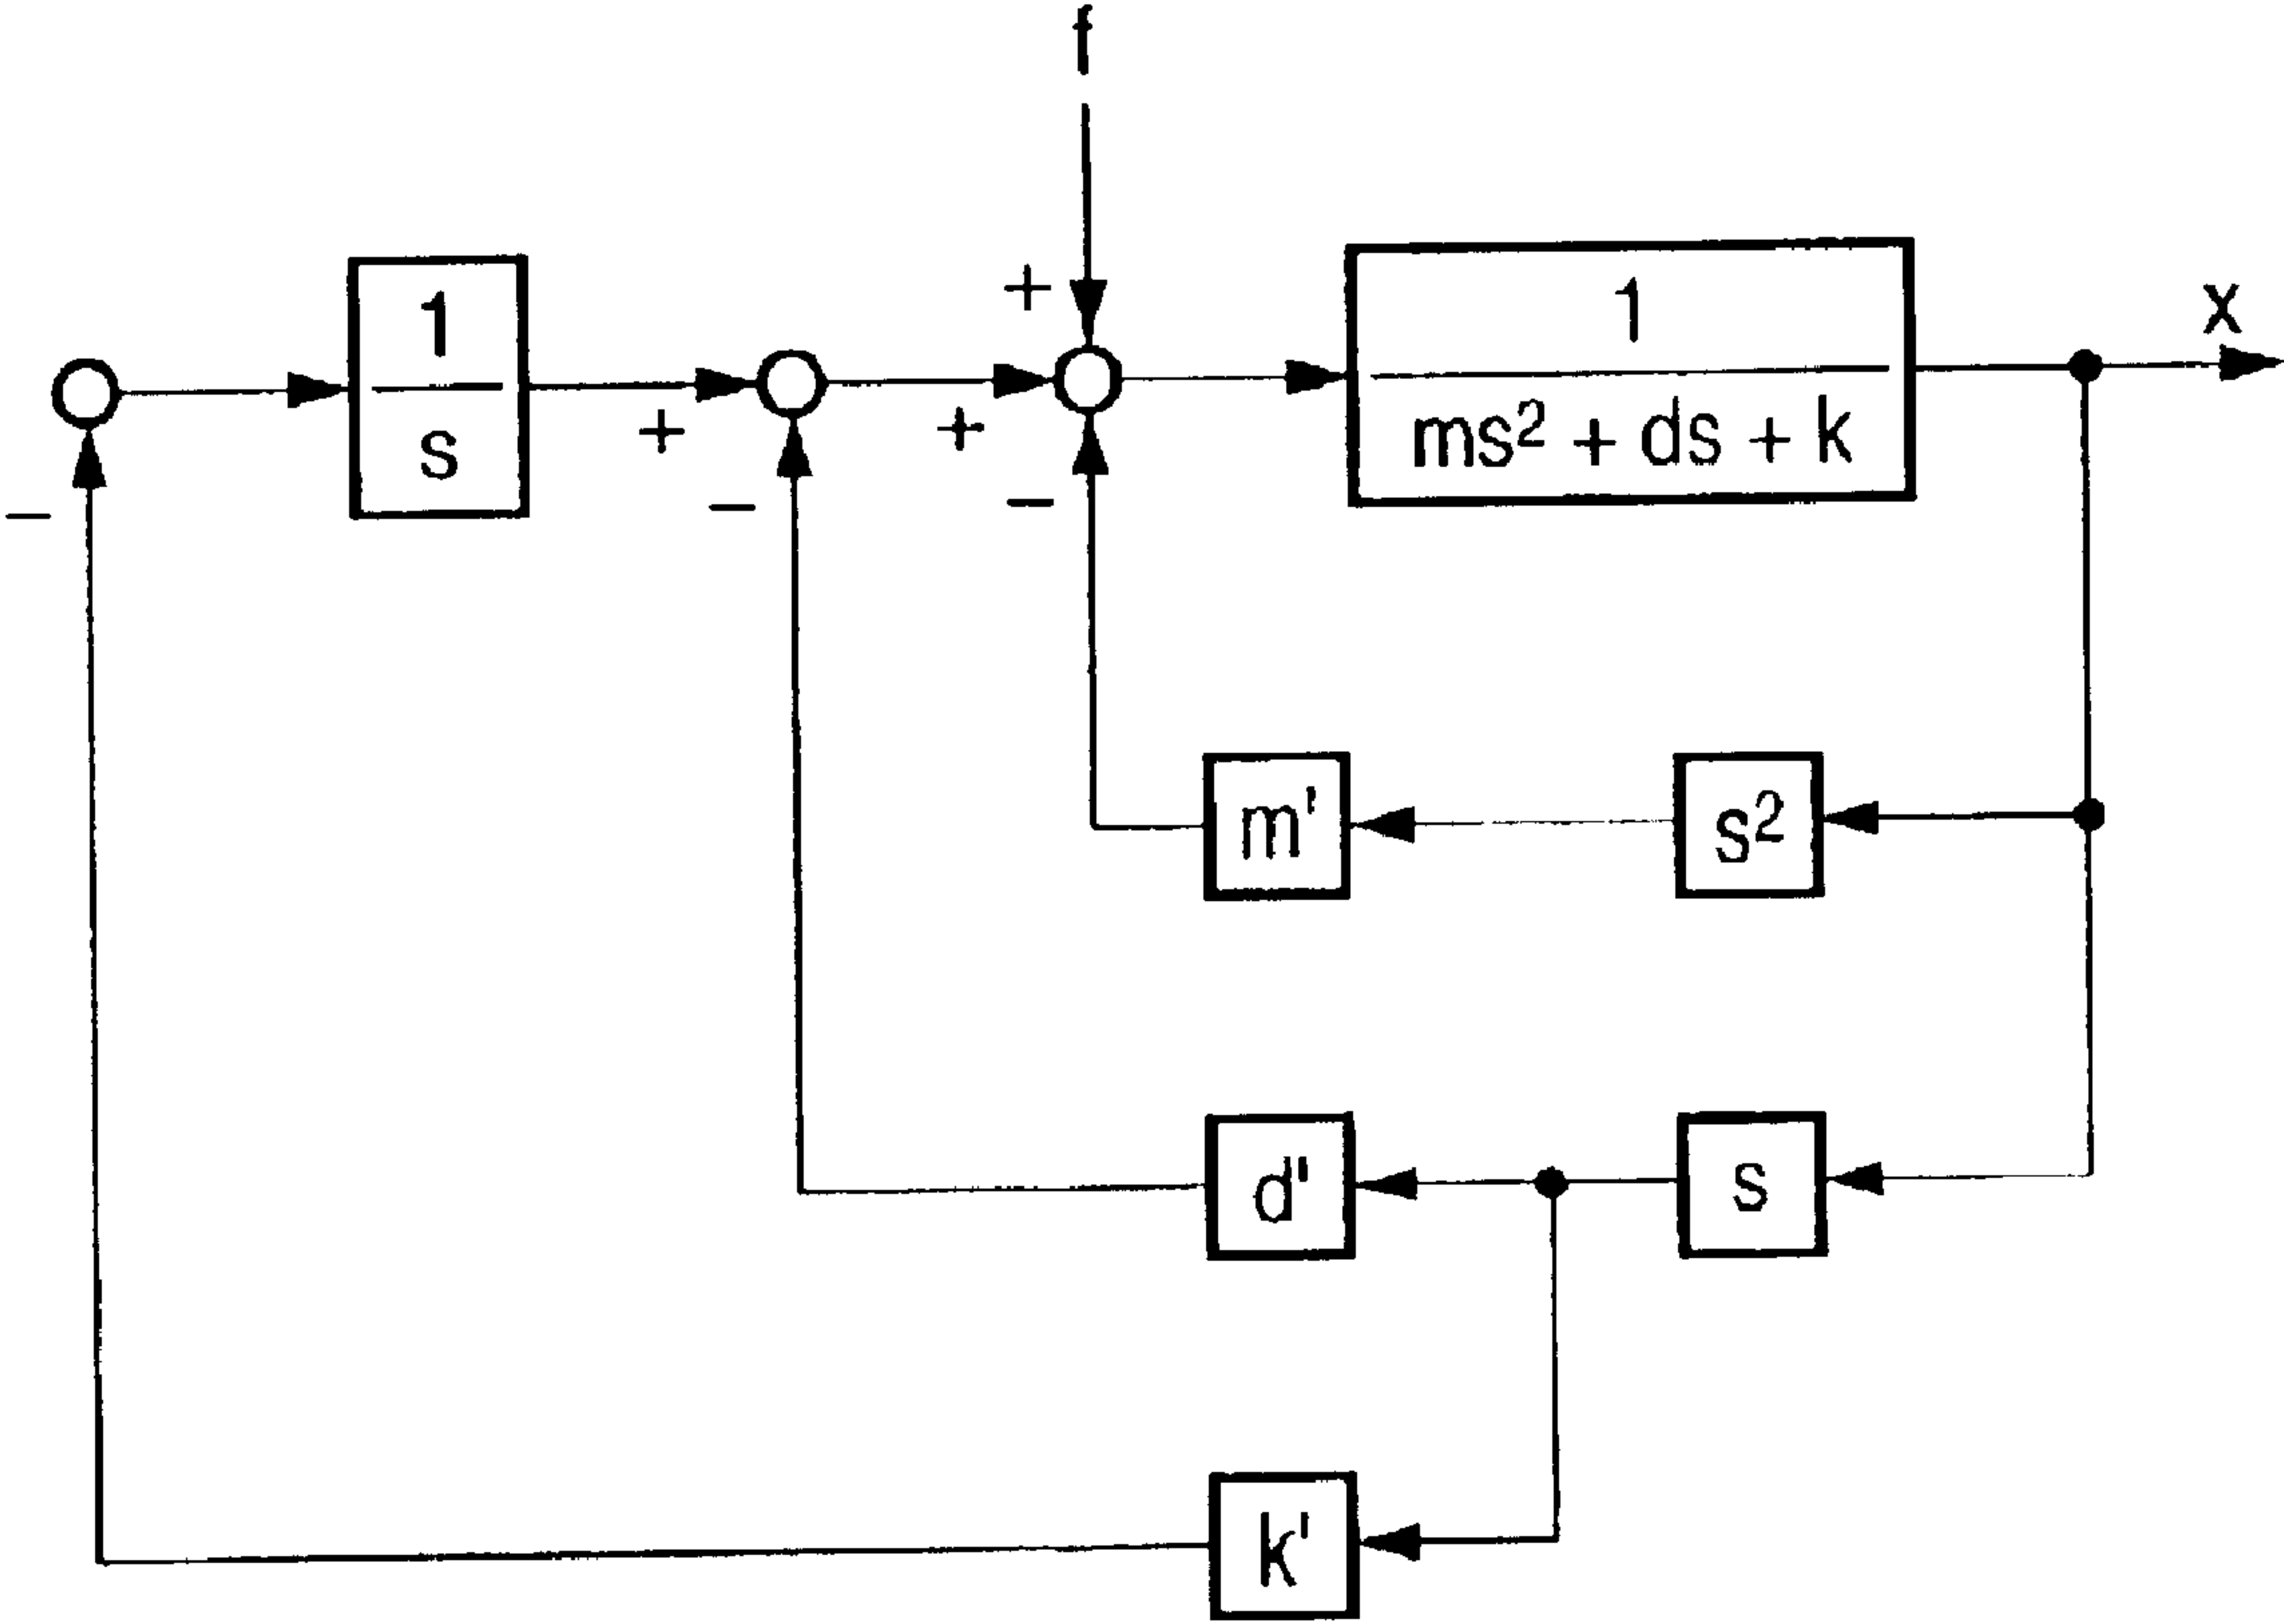 f
+
1
s
1
ms² + ds + k
x
+
+
−
−
−
m'
s²
d'
s
k'